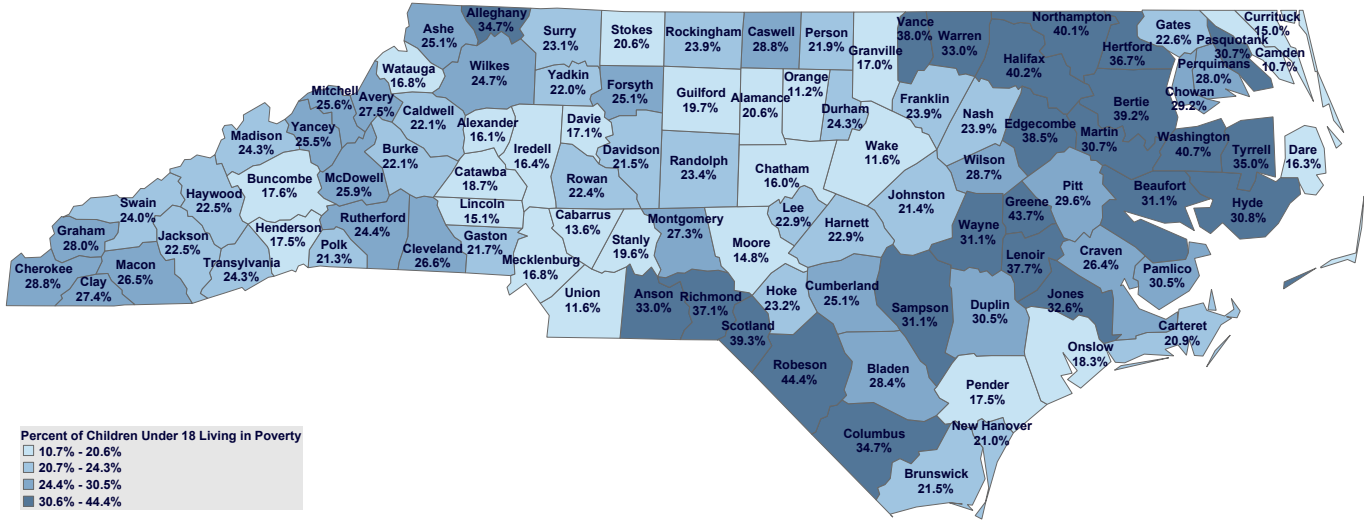 Alleghany
34.7%
Ashe
25.1%
Surry
23.1%
Stokes
20.6%
Rockingham
23.9%
Caswell
28.8%
Person
21.9%
Granville
17.0%
Vance
38.0%
Warren
33.0%
Northampton
40.1%
Gates
22.6%
Currituck
15.0%
Pasquotank
30.7%
Camden
10.7%
Perquimans
28.0%
Chowan
29.2%
Hertford
36.7%
Halifax
40.2%
Bertie
39.2%
Watauga
16.8%
Wilkes
24.7%
Yadkin
22.0%
Forsyth
25.1%
Guilford
19.7%
Alamance
20.6%
Orange
11.2%
Durham
24.3%
Franklin
23.9%
Nash
23.9%
Edgecombe
38.5%
Martin
30.7%
Washington
40.7%
Tyrrell
35.0%
Dare
16.3%
Mitchell
25.6%
Avery
27.5%
Caldwell
22.1%
Alexander
16.1%
Iredell
16.4%
Davie
17.1%
Davidson
21.5%
Randolph
23.4%
Chatham
16.0%
Wake
11.6%
Wilson
28.7%
Pitt
29.6%
Beaufort
31.1%
Hyde
30.8%
Madison
24.3%
Yancey
25.5%
Burke
22.1%
McDowell
25.9%
Catawba
18.7%
Rowan
22.4%
Johnston
21.4%
Greene
43.7%
Buncombe
17.6%
Haywood
22.5%
Swain
24.0%
Lincoln
15.1%
Cabarrus
13.6%
Montgomery
27.3%
Lee
22.9%
Harnett
22.9%
Wayne
31.1%
Lenoir
37.7%
Craven
26.4%
Pamlico
30.5%
Graham
28.0%
Jackson
22.5%
Henderson
17.5%
Rutherford
24.4%
Polk
21.3%
Cleveland
26.6%
Gaston
21.7%
Stanly
19.6%
Moore
14.8%
Mecklenburg
16.8%
Cherokee
28.8%
Clay
27.4%
Macon
26.5%
Transylvania
24.3%
Union
11.6%
Anson
33.0%
Richmond
37.1%
Scotland
39.3%
Hoke
23.2%
Cumberland
25.1%
Sampson
31.1%
Duplin
30.5%
Jones
32.6%
Carteret
20.9%
Onslow
18.3%
Robeson
44.4%
Bladen
28.4%
Pender
17.5%
Columbus
34.7%
New Hanover
21.0%
Brunswick
21.5%
Percent of Children Under 18 Living in Poverty
10.7% - 20.6%
20.7% - 24.3%
24.4% - 30.5%
30.6% - 44.4%